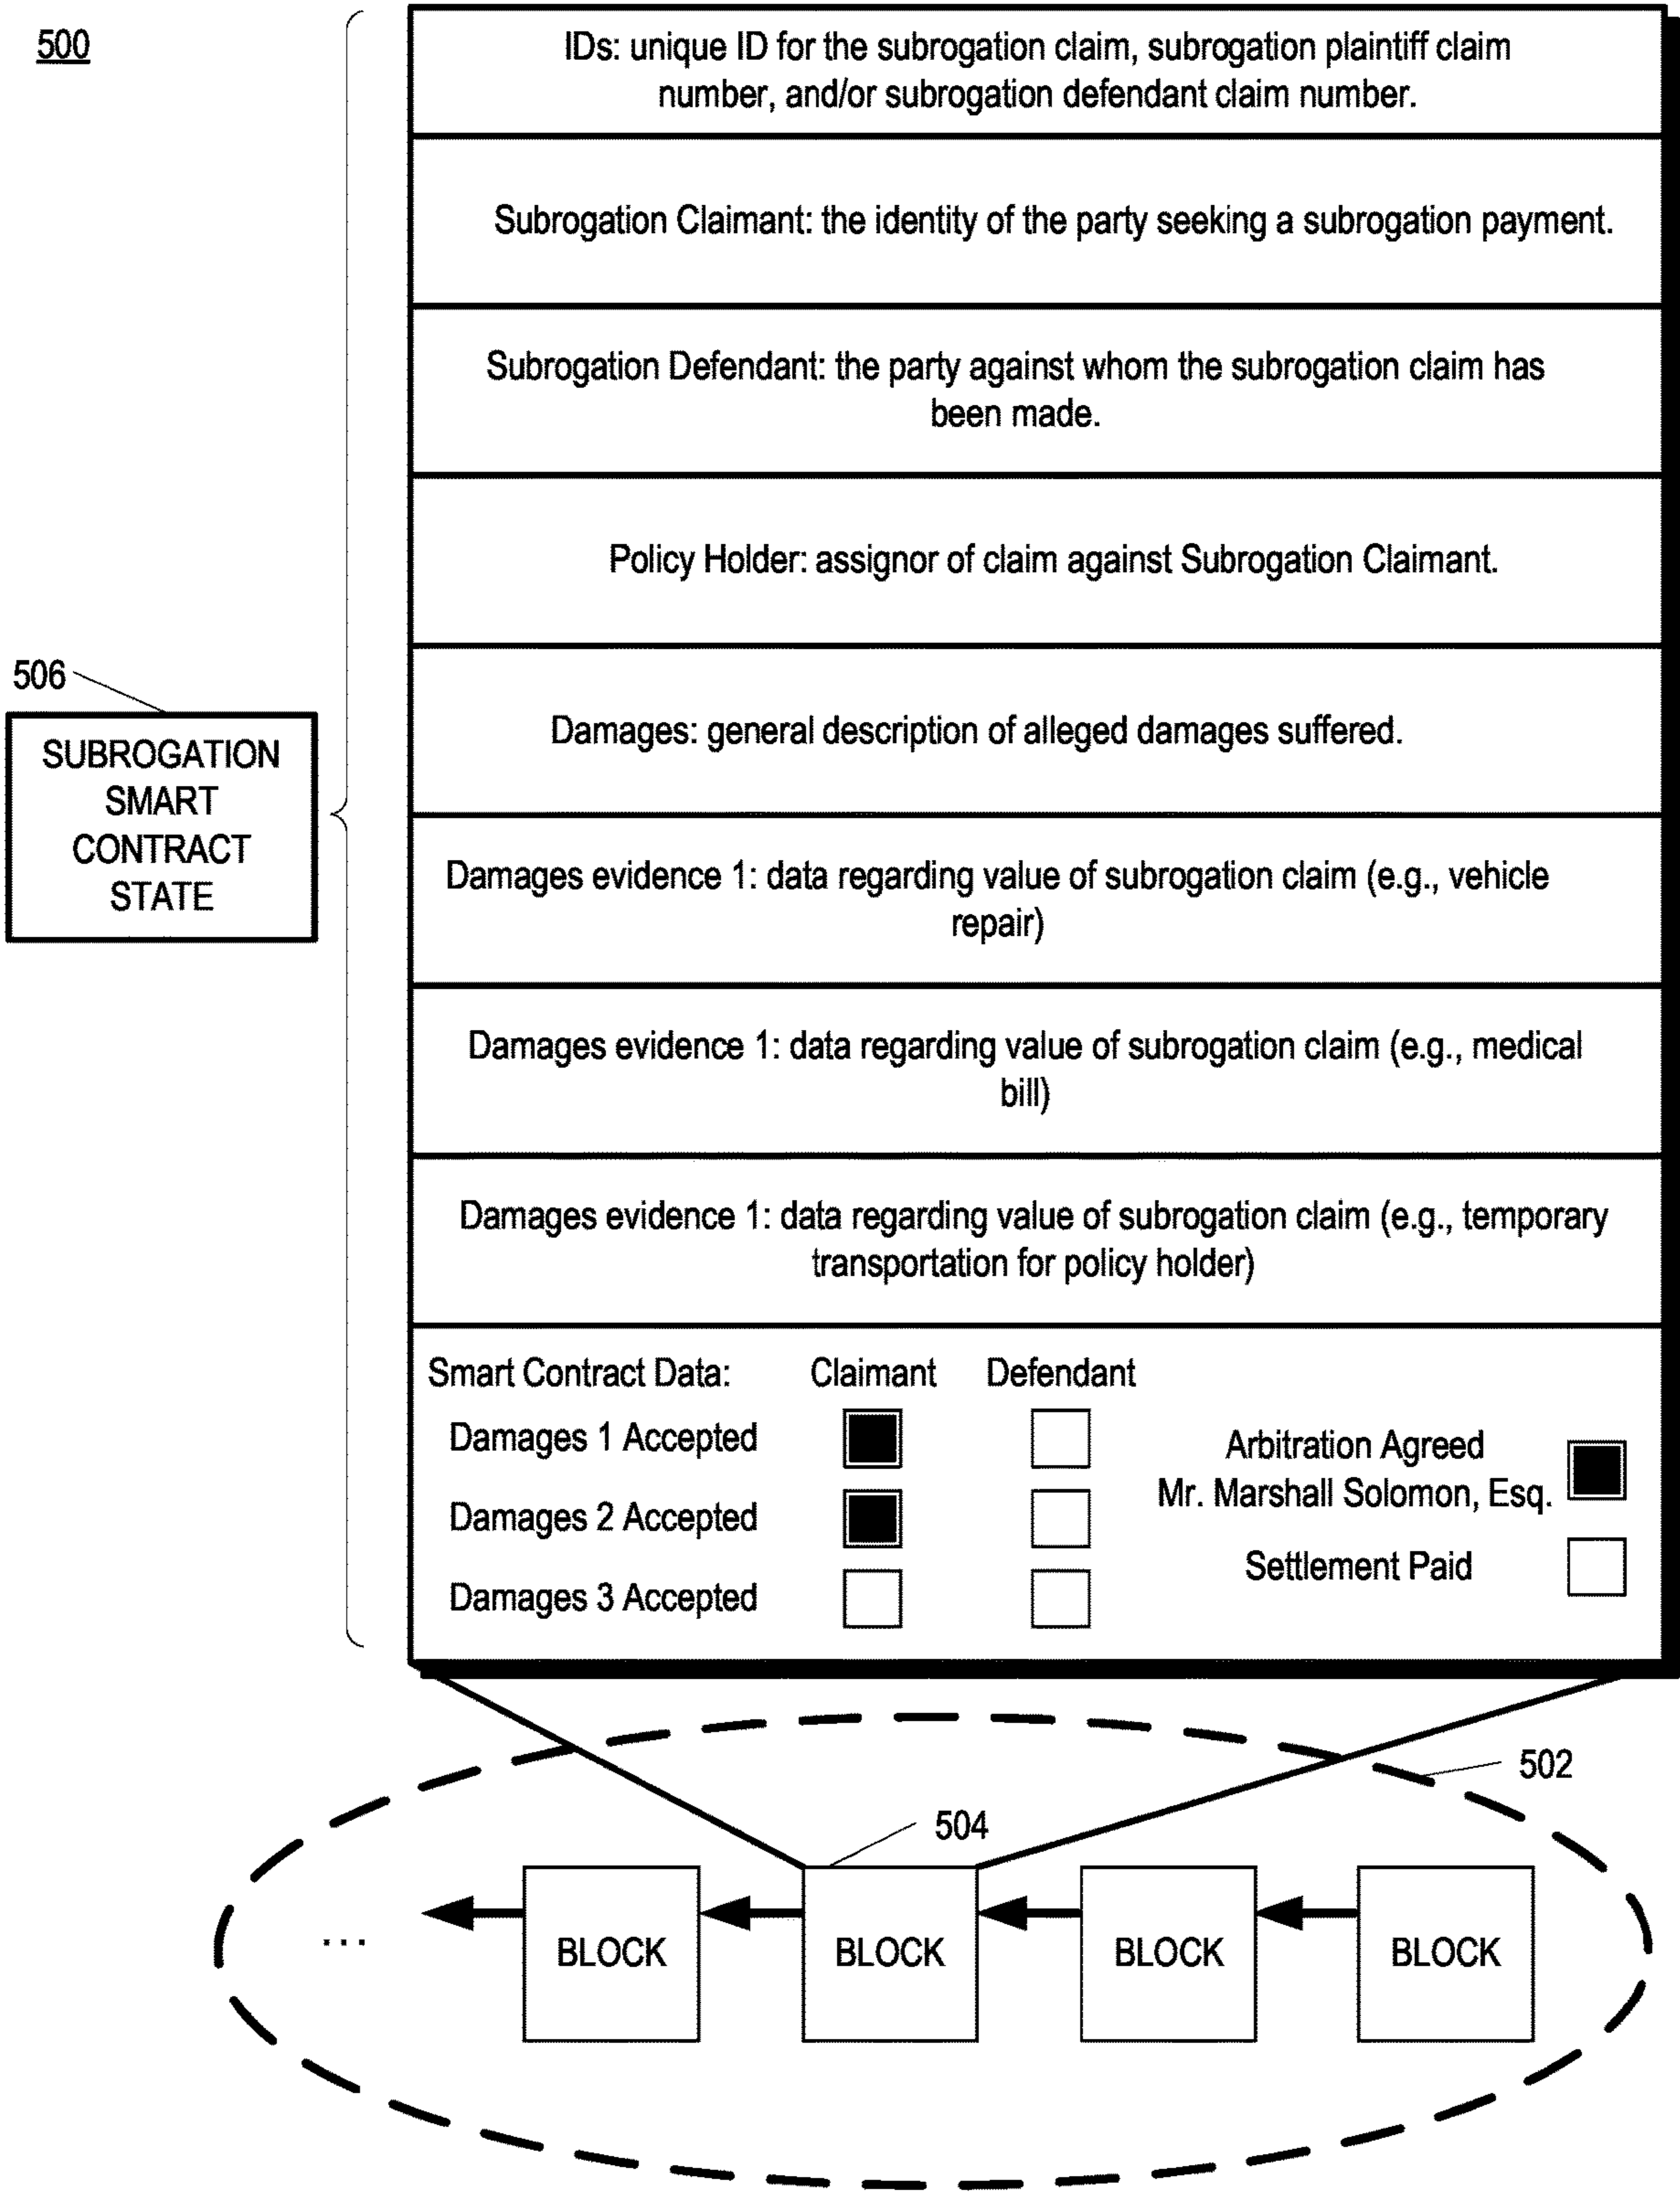 500
IDs: unique ID for the subrogation claim, subrogation plaintiff claim
number, and/or subrogation defendant claim number.
Subrogation Claimant: the identity of the party seeking a subrogation payment.
Subrogation Defendant: the party against whom the subrogation claim has
been made.
Policy Holder: assignor of claim against Subrogation Claimant.
506
SUBROGATION
SMART
CONTRACT
STATE
Damages: general description of alleged damages suffered.
Damages evidence 1: data regarding value of subrogation claim (e.g., vehicle
repair)
Damages evidence 1: data regarding value of subrogation claim (e.g., medical
bill)
Damages evidence 1: data regarding value of subrogation claim (e.g., temporary
transportation for policy holder)
Smart Contract Data: Claimant Defendant
Damages 1 Accepted
Damages 2 Accepted
Damages 3 Accepted
Arbitration Agreed
Mr. Marshall Solomon, Esq.
Settlement Paid
502
504
... BLOCK BLOCK BLOCK BLOCK